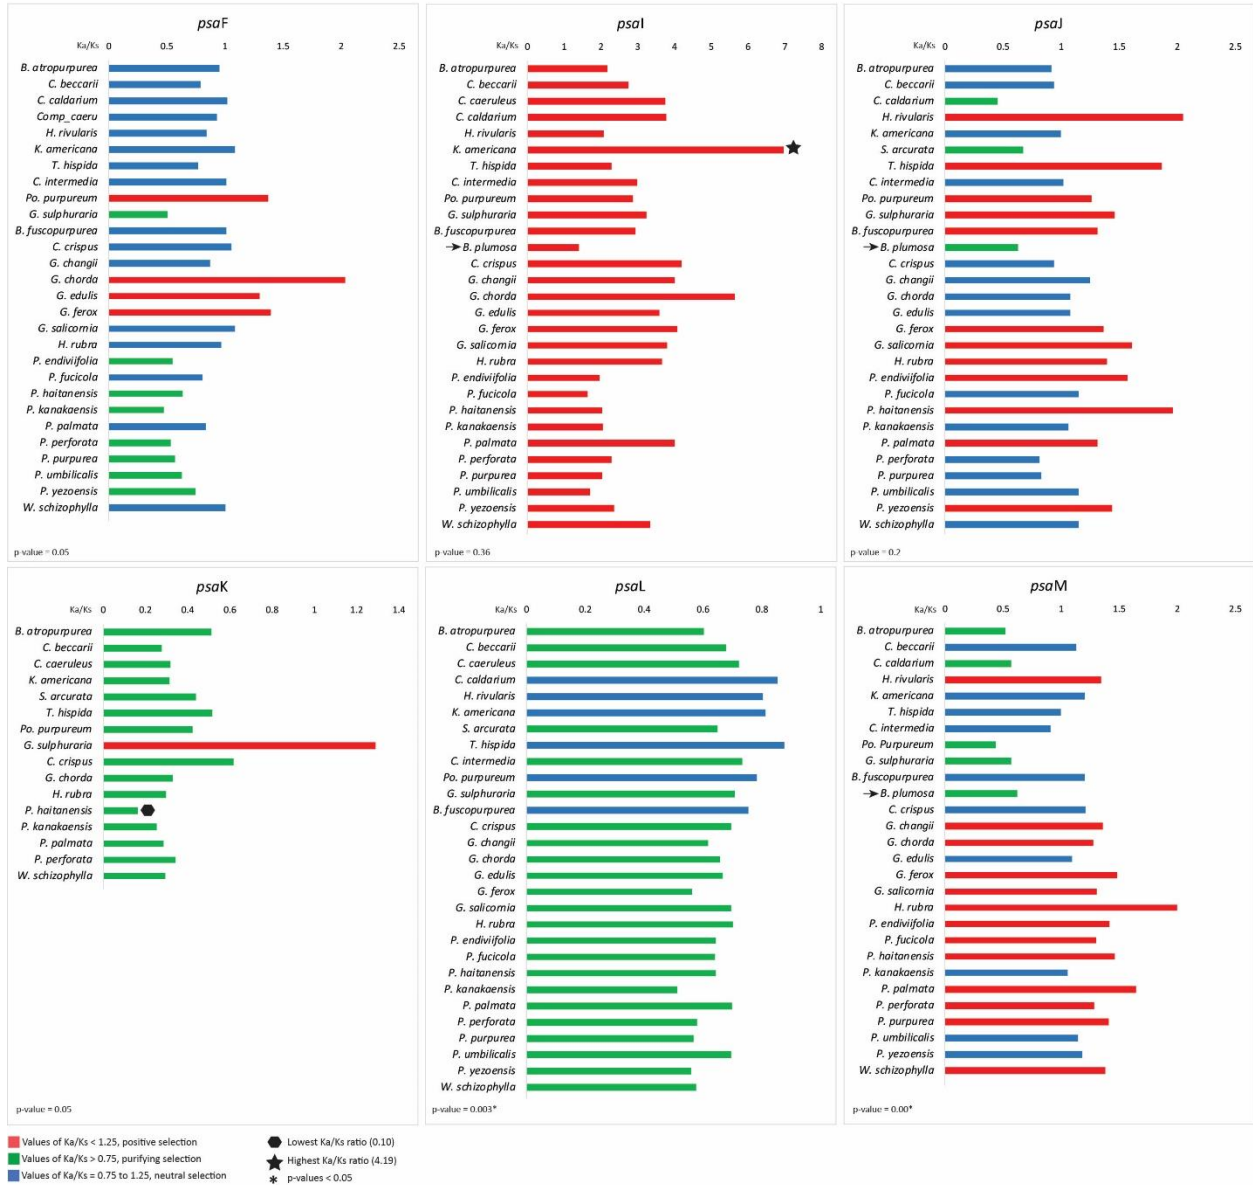 psaF
Ka/Ks 0 0.5 1 1.5 2 2.5
B. atropurpurea
C. beccarii
C. caldarium
Comp_caeru
H. rivularis
K. americana
T. hispida
C. intermedia
Po. purpureum
G. sulphuraria
B. fuscopurpurea
C. crispus
G. changii
G. chorda
G. edulis
G. ferox
G. salicornia
H. rubra
P. endiviifolia
P. fucicola
P. haitanensis
P. kanakaensis
P. palmata
P. perforata
P. purpurea
P. umbilicalis
P. yezoensis
W. schizophylla
p-value = 0.05
psaI
Ka/Ks 0 1 2 3 4 5 6 7 8
B. atropurpurea
C. beccarii
C. caeruleus
C. caldarium
H. rivularis
K. americana
T. hispida
C. intermedia
Po. purpureum
G. sulphuraria
B. fuscopurpurea
B. plumosa
C. crispus
G. changii
G. chorda
G. edulis
G. ferox
G. salicornia
H. rubra
P. endiviifolia
P. fucicola
P. haitanensis
P. kanakaensis
P. palmata
P. perforata
P. purpurea
P. umbilicalis
P. yezoensis
W. schizophylla
p-value = 0.36
psaJ
Ka/Ks 0 0.5 1 1.5 2 2.5
B. atropurpurea
C. beccarii
C. caldarium
H. rivularis
K. americana
S. arcurata
T. hispida
C. intermedia
Po. purpureum
G. sulphuraria
B. fuscopurpurea
B. plumosa
C. crispus
G. changii
G. chorda
G. edulis
G. ferox
G. salicornia
H. rubra
P. endiviifolia
P. fucicola
P. haitanensis
P. kanakaensis
P. palmata
P. perforata
P. purpurea
P. umbilicalis
P. yezoensis
W. schizophylla
p-value = 0.2
psaK
Ka/Ks 0 0.2 0.4 0.6 0.8 1 1.2 1.4
B. atropurpurea
C. beccarii
C. caeruleus
K. americana
S. arcurata
T. hispida
Po. purpureum
G. sulphuraria
C. crispus
G. chorda
H. rubra
P. haitanensis
P. kanakaensis
P. palmata
P. perforata
W. schizophylla
p-value = 0.05
psaL
Ka/Ks 0 0.2 0.4 0.6 0.8 1
B. atropurpurea
C. beccarii
C. caeruleus
C. caldarium
H. rivularis
K. americana
S. arcurata
T. hispida
C. intermedia
Po. purpureum
G. sulphuraria
B. fuscopurpurea
C. crispus
G. changii
G. chorda
G. edulis
G. ferox
G. salicornia
H. rubra
P. endiviifolia
P. fucicola
P. haitanensis
P. kanakaensis
P. palmata
P. perforata
P. purpurea
P. umbilicalis
P. yezoensis
W. schizophylla
p-value = 0.003*
psaM
Ka/Ks 0 0.5 1 1.5 2 2.5
B. atropurpurea
C. beccarii
C. caldarium
H. rivularis
K. americana
T. hispida
C. intermedia
Po. Purpureum
G. sulphuraria
B. fuscopurpurea
B. plumosa
C. crispus
G. changii
G. chorda
G. edulis
G. ferox
G. salicornia
H. rubra
P. endiviifolia
P. fucicola
P. haitanensis
P. kanakaensis
P. palmata
P. perforata
P. purpurea
P. umbilicalis
P. yezoensis
W. schizophylla
p-value = 0.00*
Values of Ka/Ks < 1.25, positive selection
Values of Ka/Ks > 0.75, purifying selection
Values of Ka/Ks = 0.75 to 1.25, neutral selection
Lowest Ka/Ks ratio (0.10)
Highest Ka/Ks ratio (4.19)
* p-values < 0.05